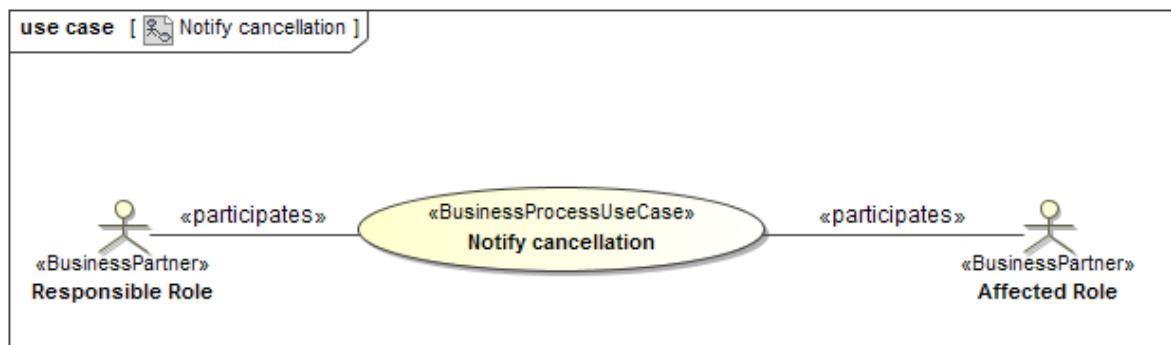 use case [ Notify cancellation ]
«participates»
«BusinessProcessUseCase»
«participates»
Notify cancellation
«BusinessPartner»
«BusinessPartner»
Responsible Role
Affected Role